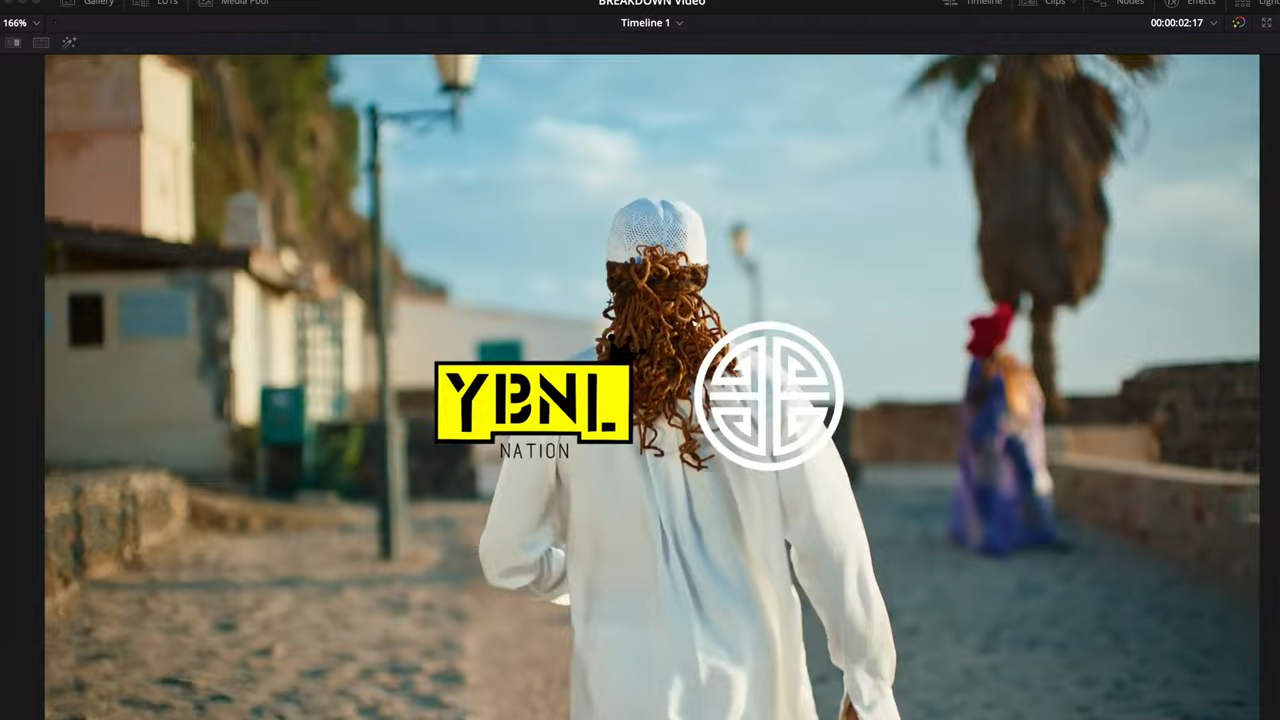 BREAKDOWN Video
Gallery
LUTs
Media Pool
Timeline
Clips
Nodes
Effects
166%
Timeline 1
00:00:02:17
YBNL
NATION